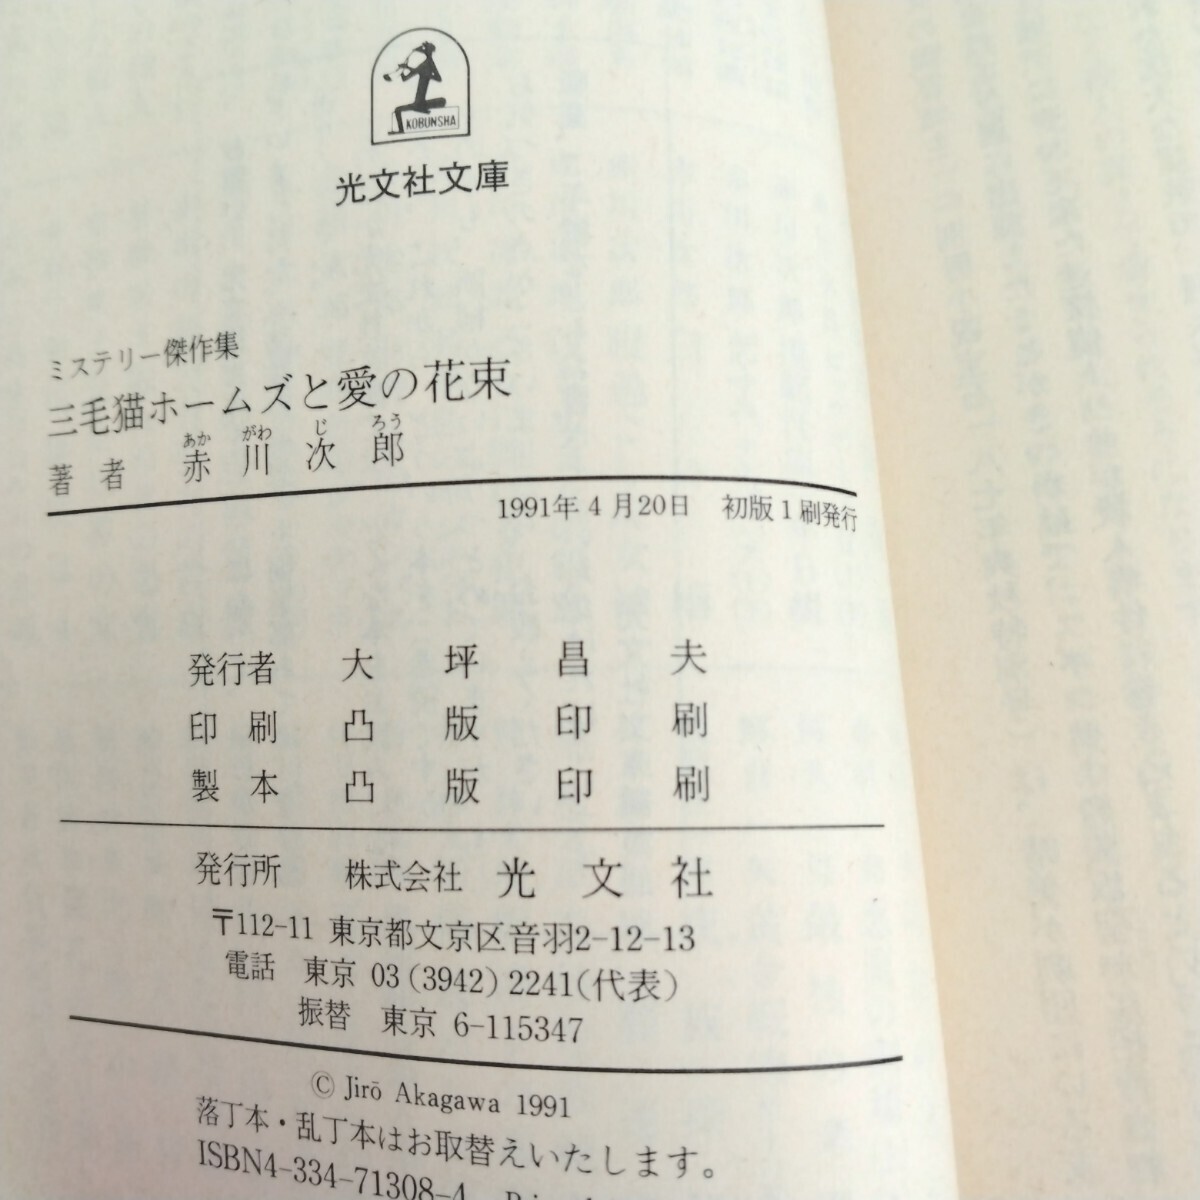 KOBUNSHA
光文社文庫
ミステリー傑作集
三毛猫ホームズと愛の花束
あか がわ じ ろう
著者 赤川次郎
1991年4月20日 初版1刷発行
発行者 大坪昌夫
印刷 凸版印刷
製本 凸版印刷
発行所 株式会社 光文社
〒112-11 東京都文京区音羽2-12-13
電話 東京 03(3942)2241(代表)
振替 東京 6-115347
© Jirō Akagawa 1991
落丁本・乱丁本はお取替えいたします。
ISBN4-334-71308-4